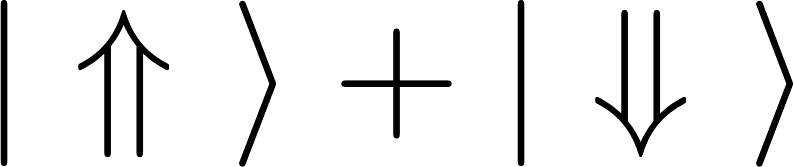 | ⇑ ⟩ + | ⇓ ⟩